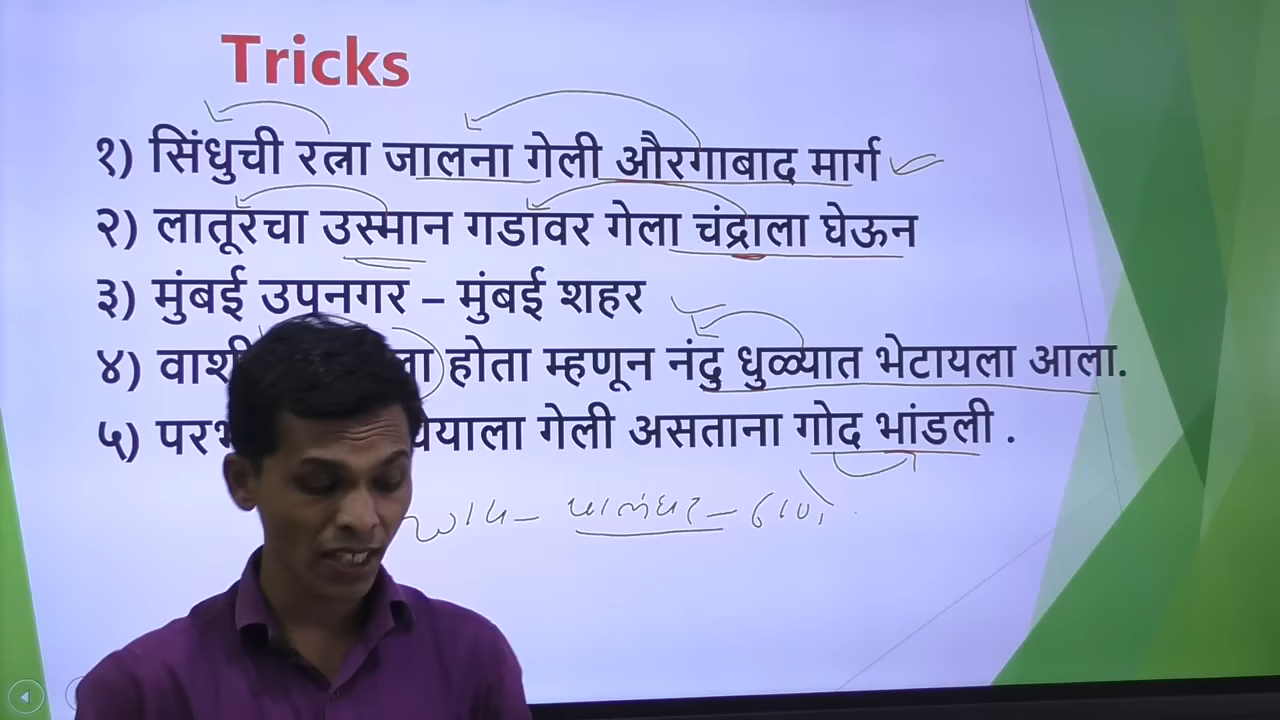 Tricks
१) सिंधुची रत्ना जालना गेली औरगाबाद मार्ग
२) लातूरचा उस्मान गडावर गेला चंद्राला घेऊन
३) मुंबई उपनगर – मुंबई शहर
४) होता म्हणून नंदु धुळ्यात भेटायला आला.
५) गेली असताना गोद भांडली .
पालघर –